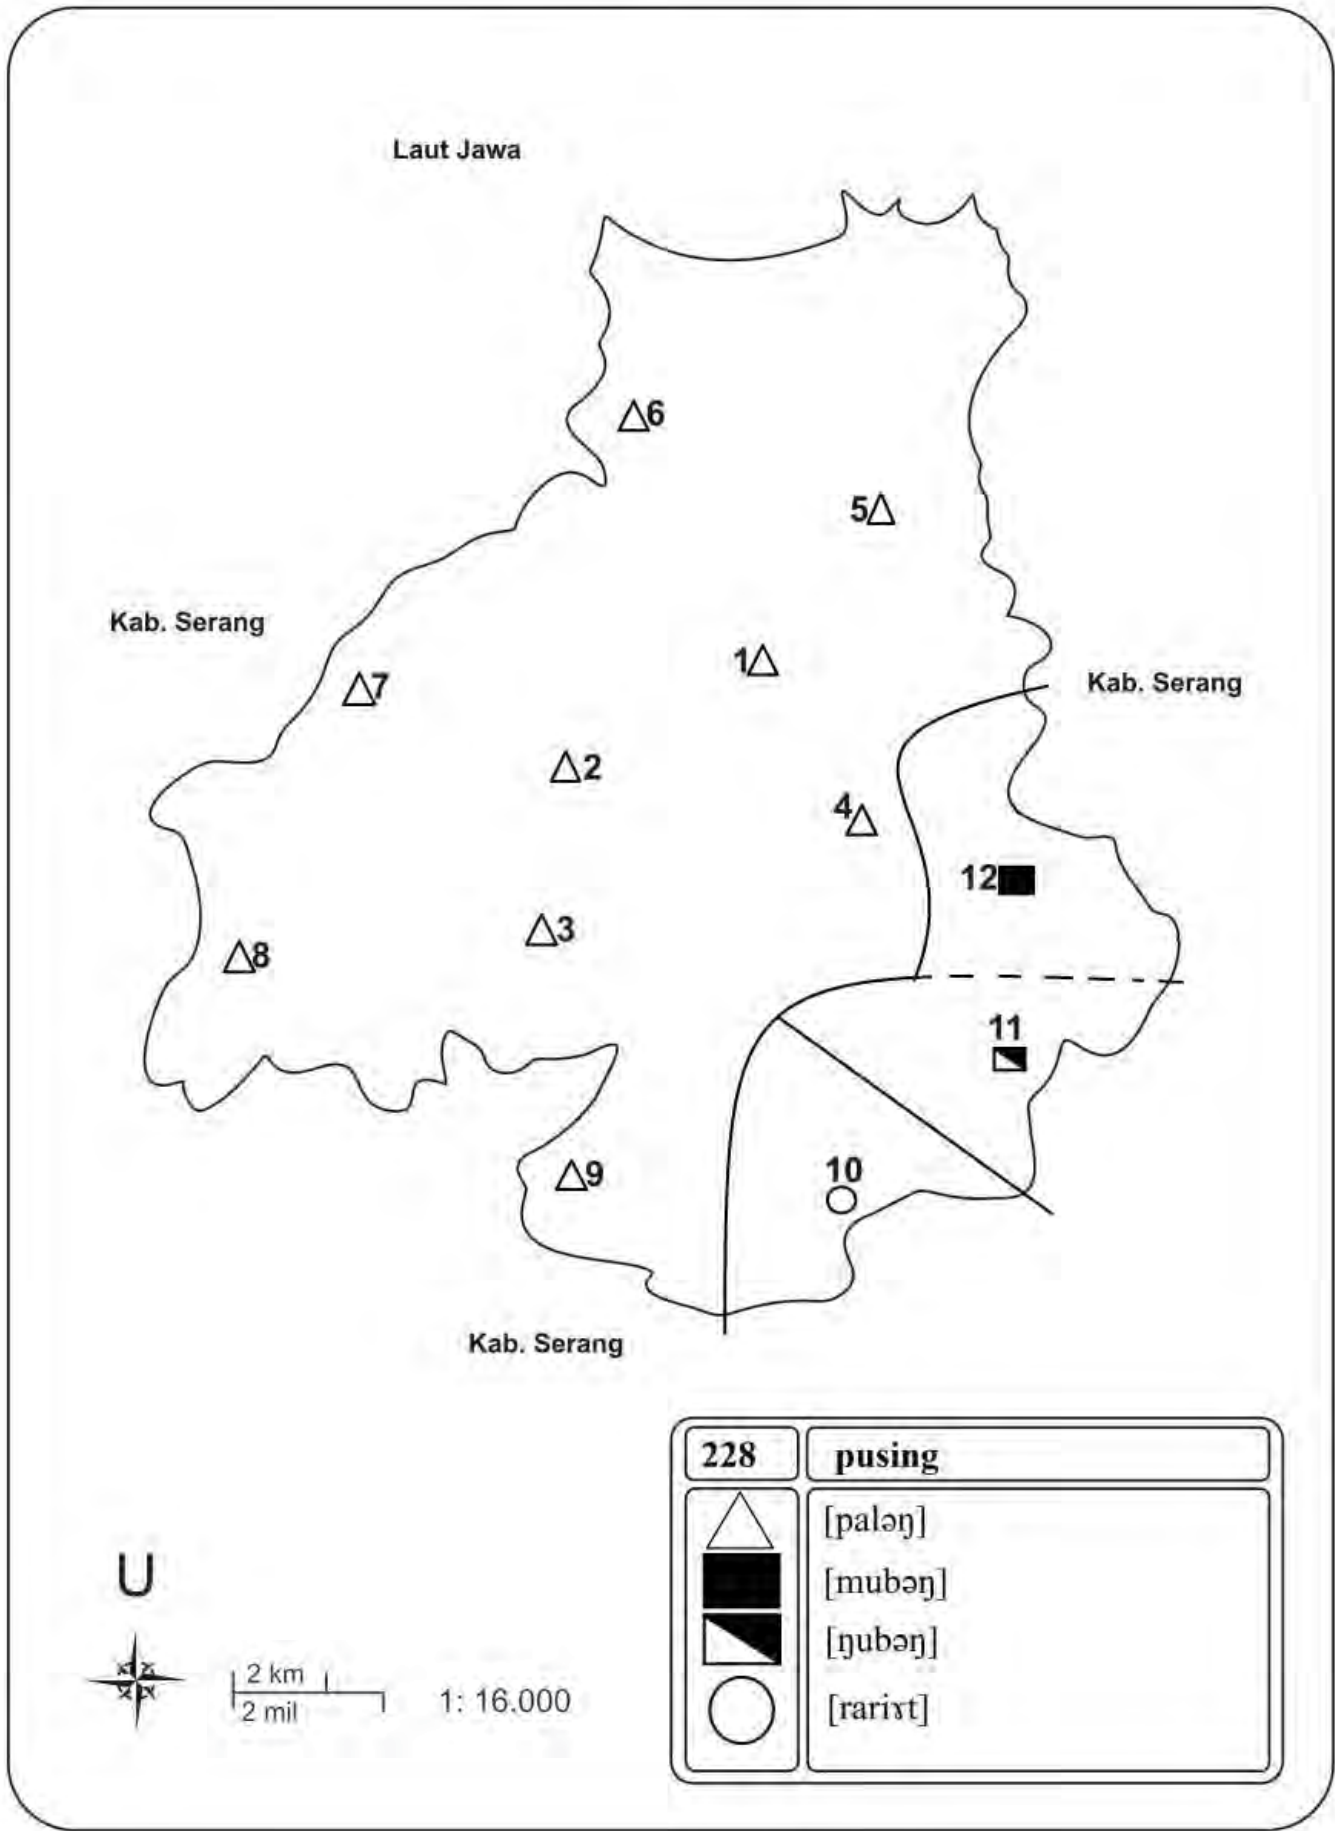 Laut Jawa
6
5
Kab. Serang
1
7
Kab. Serang
2
4
12
3
8
11
10
9
Kab. Serang
228 pusing
[paləŋ]
[mubəŋ]
[ŋubəŋ]
[rariɤt]
U
2 km
2 mil
1: 16.000